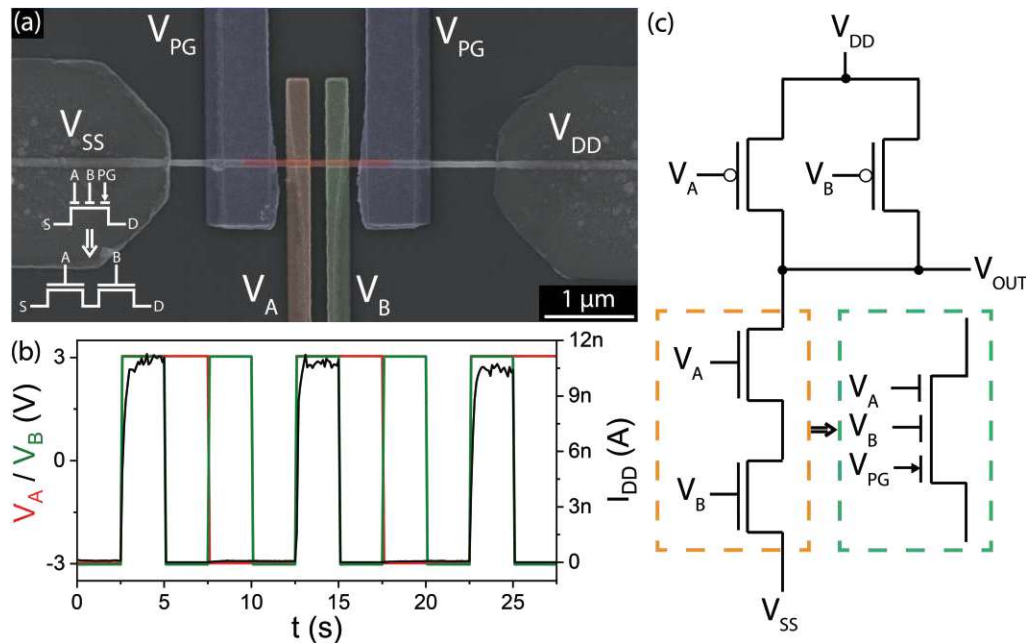 (a)
V_PG
V_PG
V_SS
V_DD
A B PG
S D
A B
S D
V_A V_B
1 µm
(b)
V_A / V_B (V)
3
0
-3
12n
9n
6n
3n
0
I_DD (A)
0 5 10 15 20 25
t (s)
(c)
V_DD
V_A
V_B
V_OUT
V_A
V_B
V_SS
V_A
V_B
V_PG